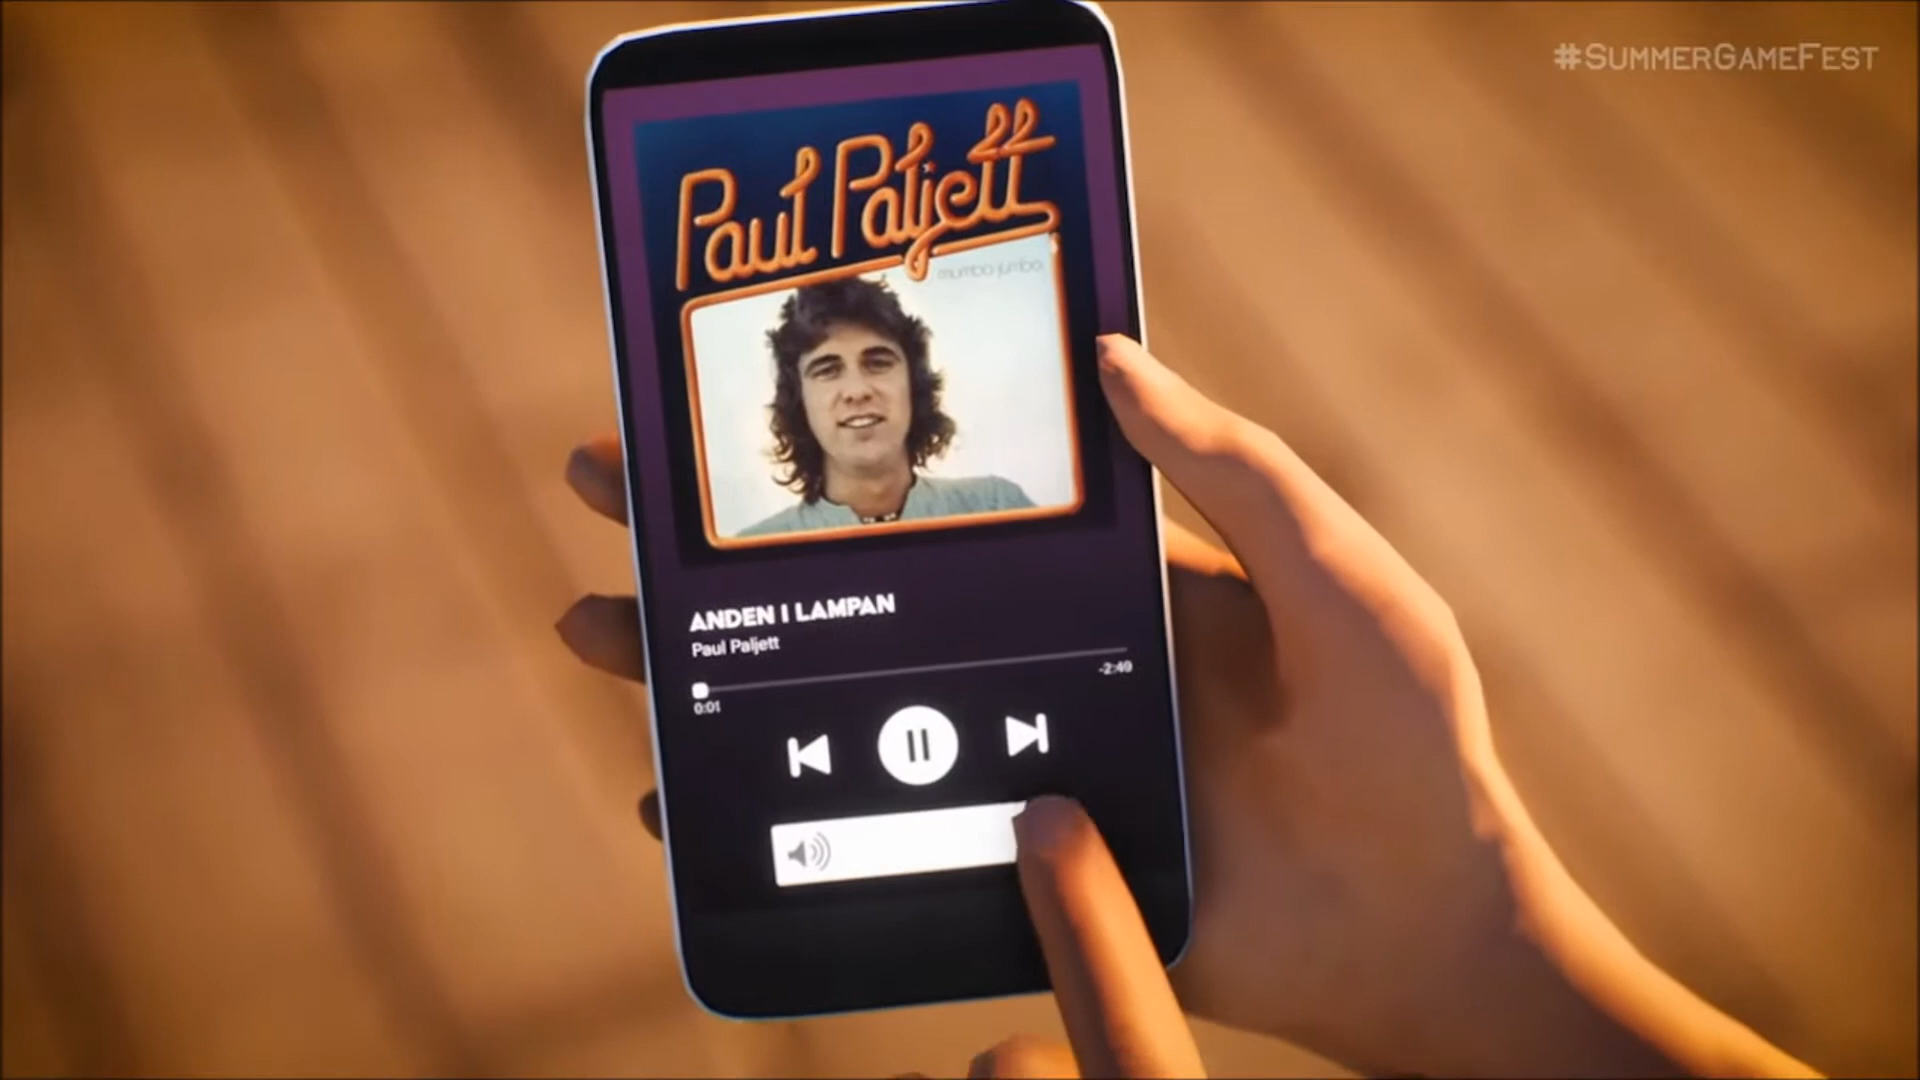 #SUMMERGAMEFEST
Paul Paljett
mumbo jumbo
ANDEN I LAMPAN
Paul Paljett
0:01
-2:49